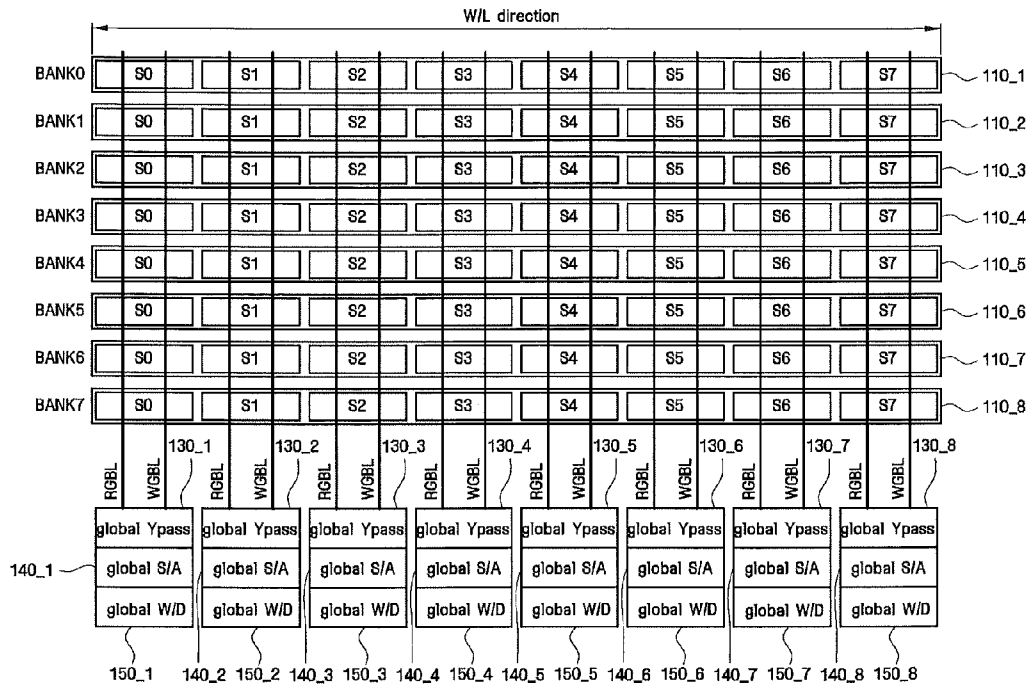 W/L direction
BANK0 S0 S1 S2 S3 S4 S5 S6 S7 110_1
BANK1 S0 S1 S2 S3 S4 S5 S6 S7 110_2
BANK2 S0 S1 S2 S3 S4 S5 S6 S7 110_3
BANK3 S0 S1 S2 S3 S4 S5 S6 S7 110_4
BANK4 S0 S1 S2 S3 S4 S5 S6 S7 110_5
BANK5 S0 S1 S2 S3 S4 S5 S6 S7 110_6
BANK6 S0 S1 S2 S3 S4 S5 S6 S7 110_7
BANK7 S0 S1 S2 S3 S4 S5 S6 S7 110_8
130_1 130_2 130_3 130_4 130_5 130_6 130_7 130_8
RGBL WGBL RGBL WGBL RGBL WGBL RGBL WGBL RGBL WGBL RGBL WGBL RGBL WGBL RGBL WGBL
global Ypass global Ypass global Ypass global Ypass global Ypass global Ypass global Ypass global Ypass
140_1 global S/A global S/A global S/A global S/A global S/A global S/A global S/A global S/A
global W/D global W/D global W/D global W/D global W/D global W/D global W/D global W/D
150_1 140_2 150_2 140_3 150_3 140_4 150_4 140_5 150_5 140_6 150_6 140_7 150_7 140_8 150_8